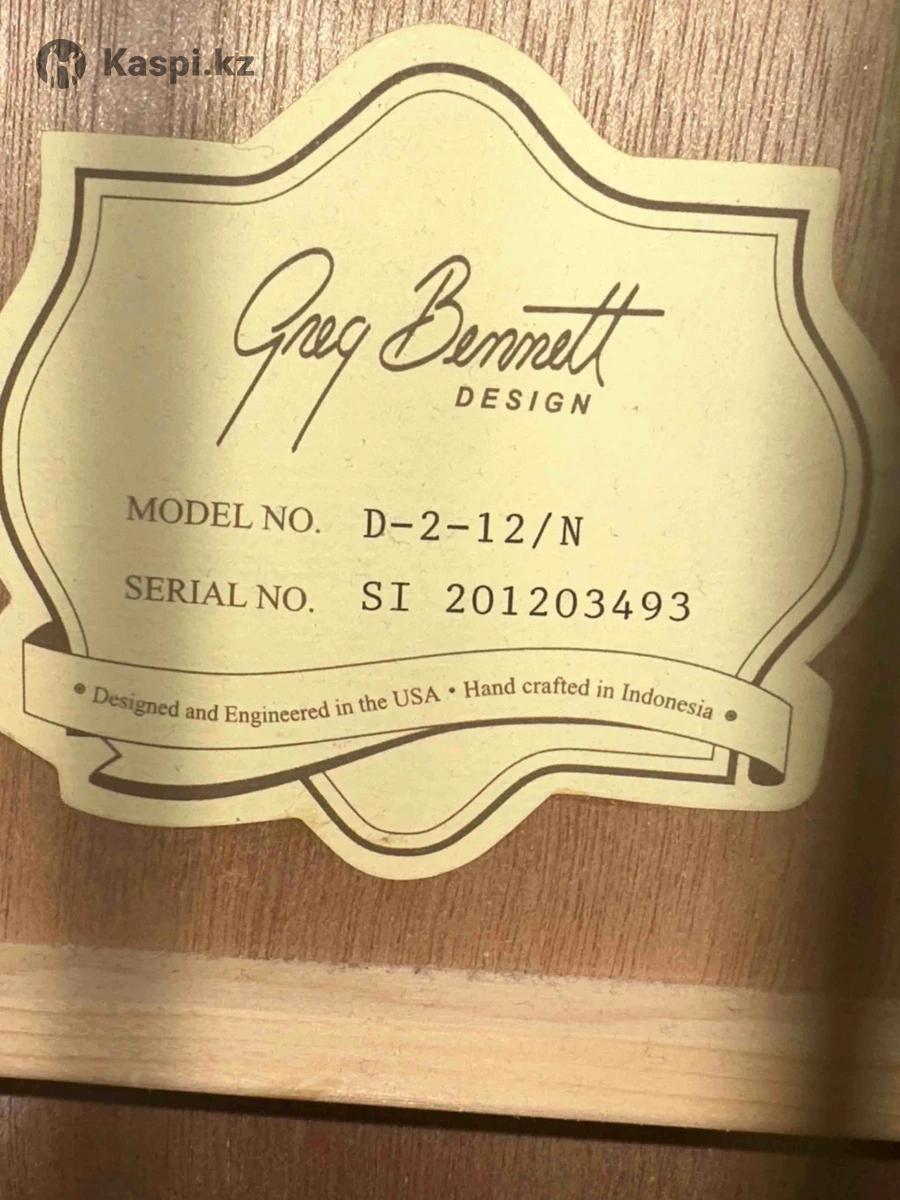 Kaspi.kz
Greg Bennett
DESIGN
MODEL NO. D-2-12/N
SERIAL NO. SI 201203493
Designed and Engineered in the USA • Hand crafted in Indonesia